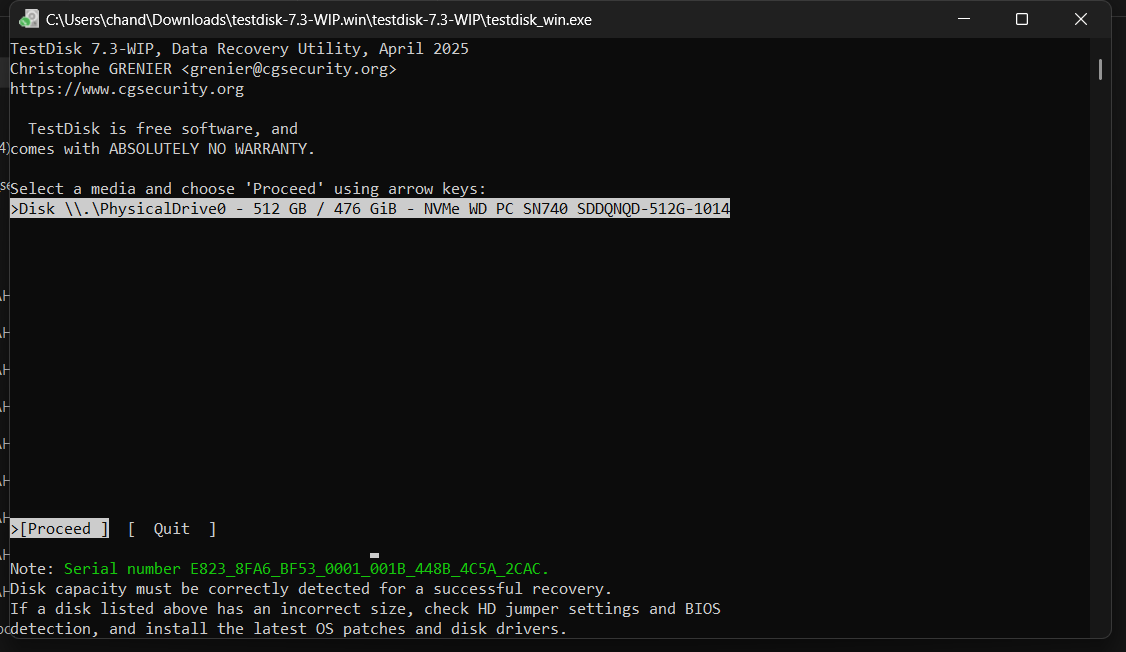 C:\Users\chand\Downloads\testdisk-7.3-WIP.win\testdisk-7.3-WIP\testdisk_win.exe
TestDisk 7.3-WIP, Data Recovery Utility, April 2025
Christophe GRENIER <grenier@cgsecurity.org>
https://www.cgsecurity.org
TestDisk is free software, and
comes with ABSOLUTELY NO WARRANTY.
Select a media and choose 'Proceed' using arrow keys:
>Disk \\.\PhysicalDrive0 - 512 GB / 476 GiB - NVMe WD PC SN740 SDDQNQD-512G-1014
>[Proceed ]  [  Quit  ]
Note: Serial number E823_8FA6_BF53_0001_001B_448B_4C5A_2CAC.
Disk capacity must be correctly detected for a successful recovery.
If a disk listed above has an incorrect size, check HD jumper settings and BIOS
detection, and install the latest OS patches and disk drivers.